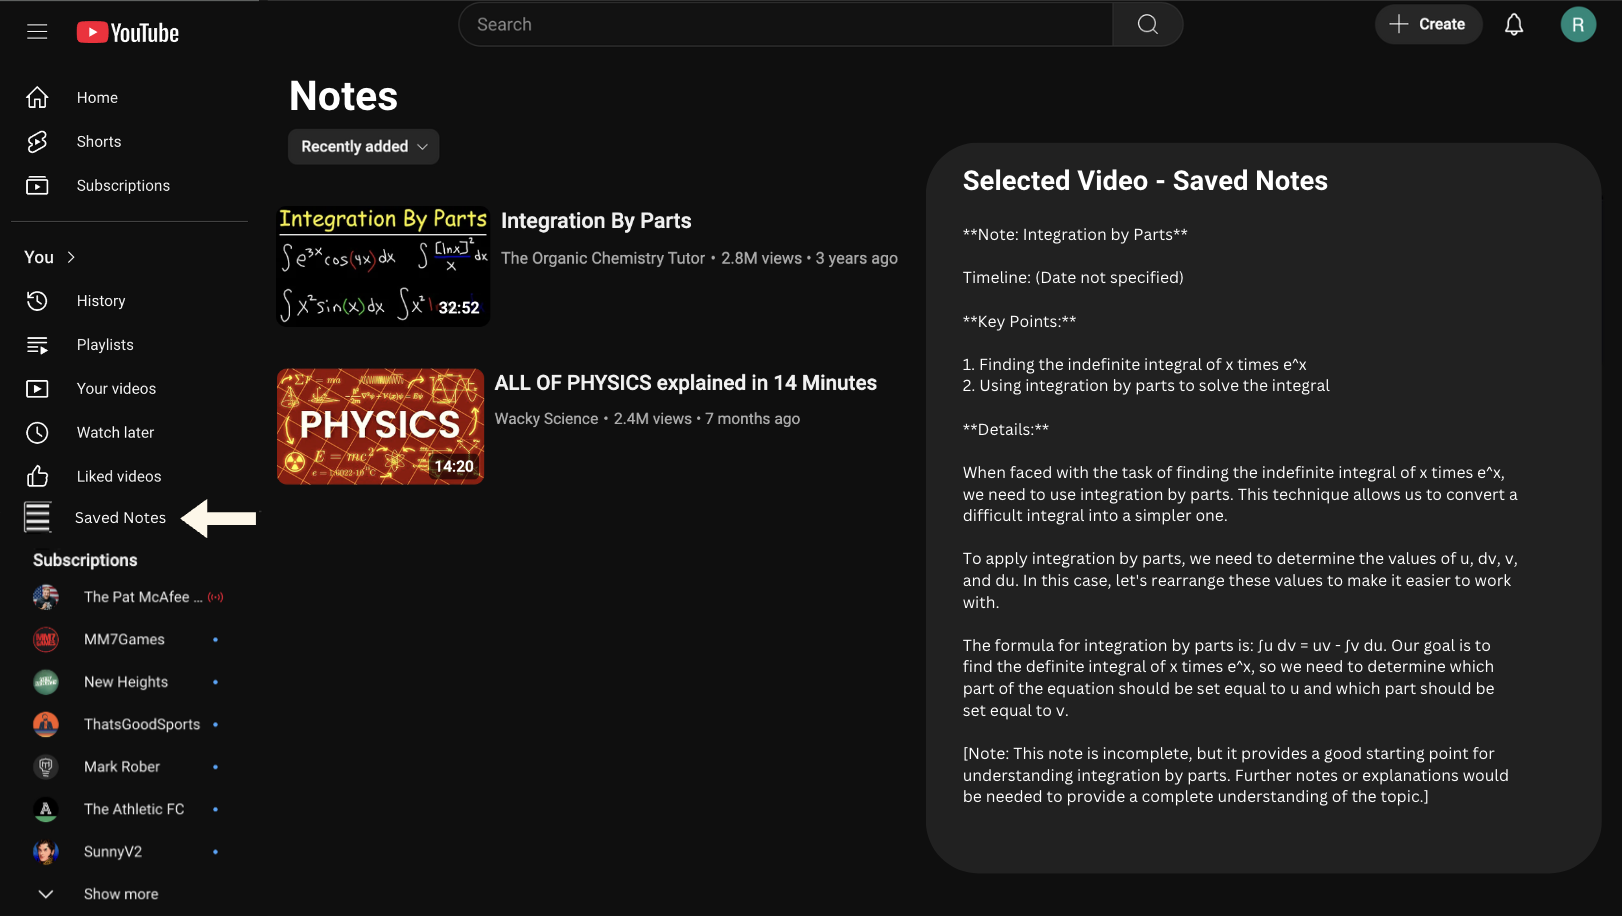 YouTube
Search
Create
R
Home
Shorts
Subscriptions
You
History
Playlists
Your videos
Watch later
Liked videos
Saved Notes
Subscriptions
The Pat McAfee ...
MM7Games
New Heights
ThatsGoodSports
Mark Rober
The Athletic FC
SunnyV2
Show more
Notes
Recently added
Integration By Parts
∫e^3x cos(4x)dx ∫[lnx]^2/x dx
∫x^2sin(x)dx ∫x^2
32:52
Integration By Parts
The Organic Chemistry Tutor • 2.8M views • 3 years ago
PHYSICS
E = mc²
14:20
ALL OF PHYSICS explained in 14 Minutes
Wacky Science • 2.4M views • 7 months ago
Selected Video - Saved Notes
**Note: Integration by Parts**
Timeline: (Date not specified)
**Key Points:**
1. Finding the indefinite integral of x times e^x
2. Using integration by parts to solve the integral
**Details:**
When faced with the task of finding the indefinite integral of x times e^x,
we need to use integration by parts. This technique allows us to convert a
difficult integral into a simpler one.
To apply integration by parts, we need to determine the values of u, dv, v,
and du. In this case, let's rearrange these values to make it easier to work
with.
The formula for integration by parts is: ∫u dv = uv - ∫v du. Our goal is to
find the definite integral of x times e^x, so we need to determine which
part of the equation should be set equal to u and which part should be
set equal to v.
[Note: This note is incomplete, but it provides a good starting point for
understanding integration by parts. Further notes or explanations would
be needed to provide a complete understanding of the topic.]